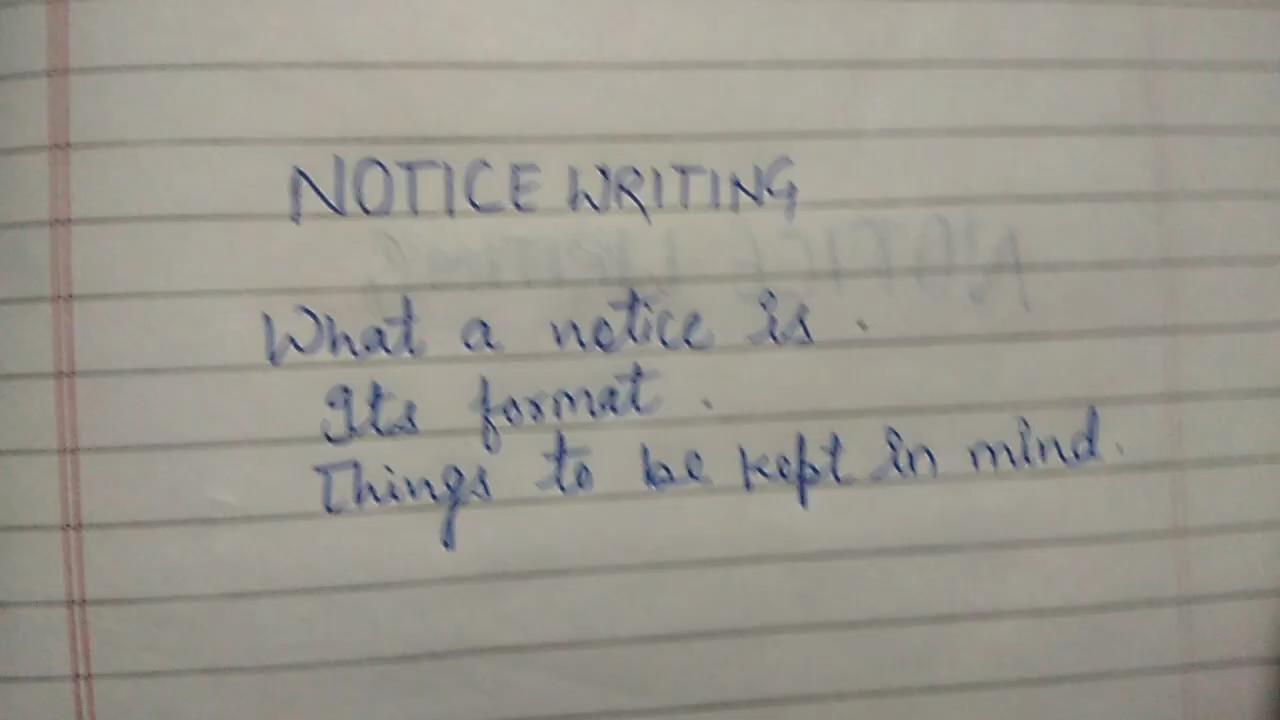 NOTICE WRITING
What a notice is.
Its format.
Things to be kept in mind.